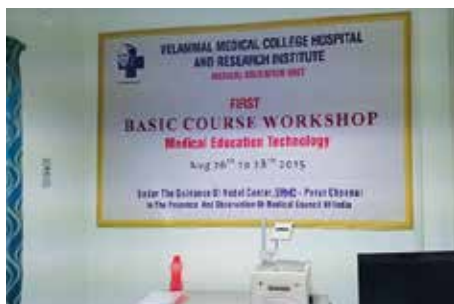 VELAMMAL MEDICAL COLLEGE HOSPITAL
AND RESEARCH INSTITUTE
MEDICAL EDUCATION UNIT
FIRST
BASIC COURSE WORKSHOP
Medical Education Technology
Aug 26th to 28th 2015
Under The Guidance Of Nodal Center, SRMC - Porur Chennai
In The Presence And Observation Of Medical Council Of India